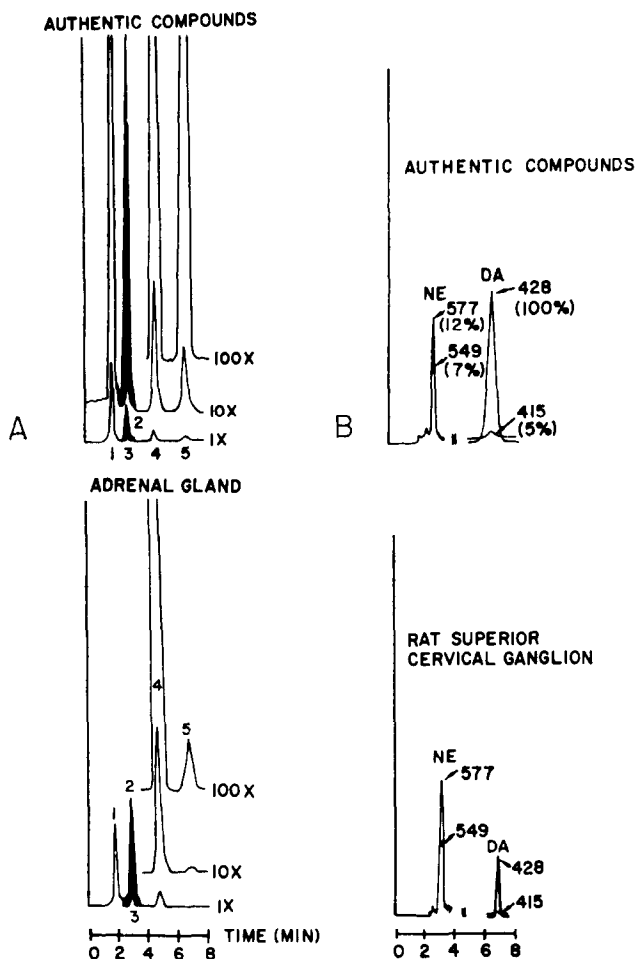 AUTHENTIC COMPOUNDS
100X
10X
1X
2
1 3 4 5
A
ADRENAL GLAND
4
5
2
100X
1
10X
1X
3
0 2 4 6 8 TIME (MIN)
AUTHENTIC COMPOUNDS
NE
577
(12%)
549
(7%)
DA
428
(100%)
415
(5%)
B
RAT SUPERIOR
CERVICAL GANGLION
NE
577
549
DA
428
415
0 2 4 6 8